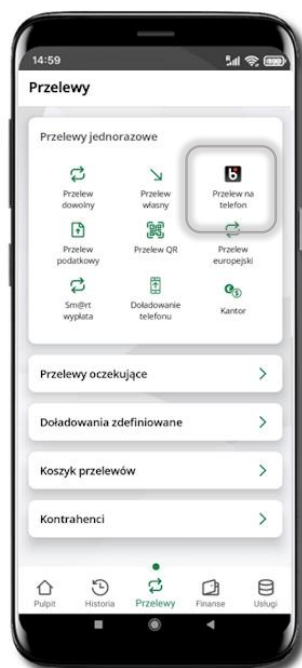 14:59
Przelewy
Przelewy jednorazowe
Przelew
dowolny
Przelew
własny
Przelew na
telefon
Przelew
podatkowy
Przelew QR
Przelew
europejski
Sm@rt
wypłata
Doładowanie
telefonu
Kantor
Przelewy oczekujące
Doładowania zdefiniowane
Koszyk przelewów
Kontrahenci
Pulpit
Historia
Przelewy
Finanse
Usługi